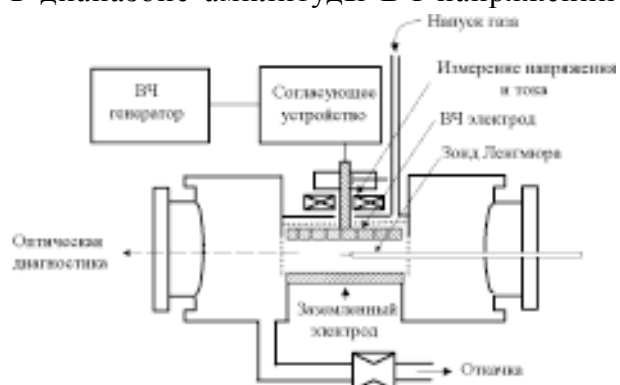 Напуск газа
Измерение напряжения
и тока
ВЧ
генератор
Согласующее
устройство
ВЧ электрод
Зонд Ленгмюра
Оптическая
диагностика
Заземленный
электрод
Откачка